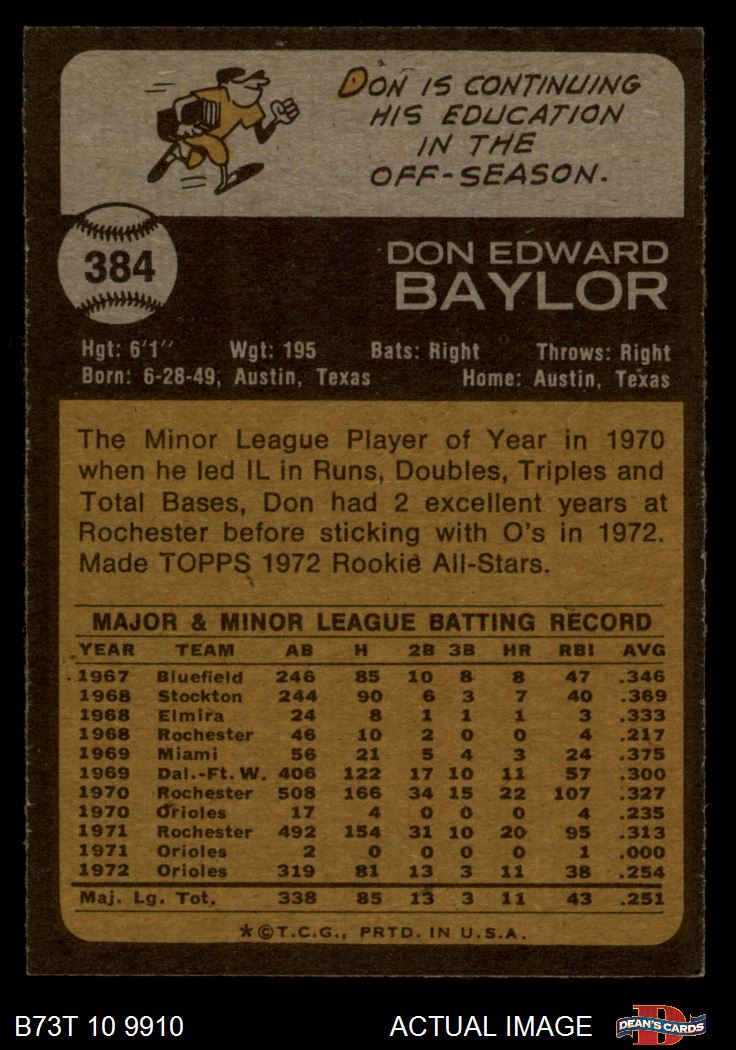 DON IS CONTINUING
HIS EDUCATION
IN THE
OFF-SEASON.
384
DON EDWARD
BAYLOR
Hgt: 6'1" Wgt: 195 Bats: Right Throws: Right
Born: 6-28-49, Austin, Texas Home: Austin, Texas
The Minor League Player of Year in 1970
when he led IL in Runs, Doubles, Triples and
Total Bases, Don had 2 excellent years at
Rochester before sticking with O's in 1972.
Made TOPPS 1972 Rookie All-Stars.
MAJOR & MINOR LEAGUE BATTING RECORD
YEAR TEAM AB H 2B 3B HR RBI AVG
1967 Bluefield 246 85 10 8 8 47 .346
1968 Stockton 244 90 6 3 7 40 .369
1968 Elmira 24 8 1 1 1 3 .333
1968 Rochester 46 10 2 0 0 4 .217
1969 Miami 56 21 5 4 3 24 .375
1969 Dal.-Ft. W. 406 122 17 10 11 57 .300
1970 Rochester 508 166 34 15 22 107 .327
1970 Orioles 17 4 0 0 0 4 .235
1971 Rochester 492 154 31 10 20 95 .313
1971 Orioles 2 0 0 0 0 1 .000
1972 Orioles 319 81 13 3 11 38 .254
Maj. Lg. Tot. 338 85 13 3 11 43 .251
*©T.C.G., PRTD. IN U.S.A.
B73T 10 9910 ACTUAL IMAGE D DEAN'S CARDS